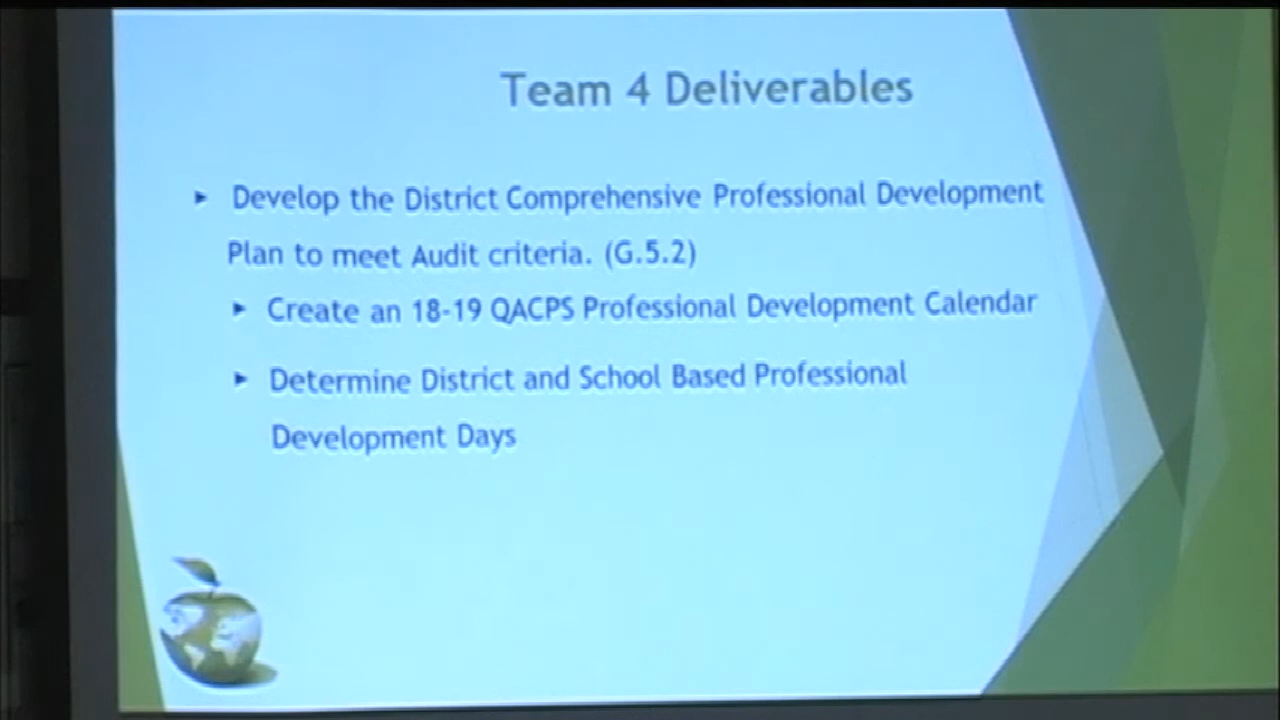 Team 4 Deliverables
Develop the District Comprehensive Professional Development
Plan to meet Audit criteria. (G.5.2)
Create an 18-19 QACPS Professional Development Calendar
Determine District and School Based Professional
Development Days